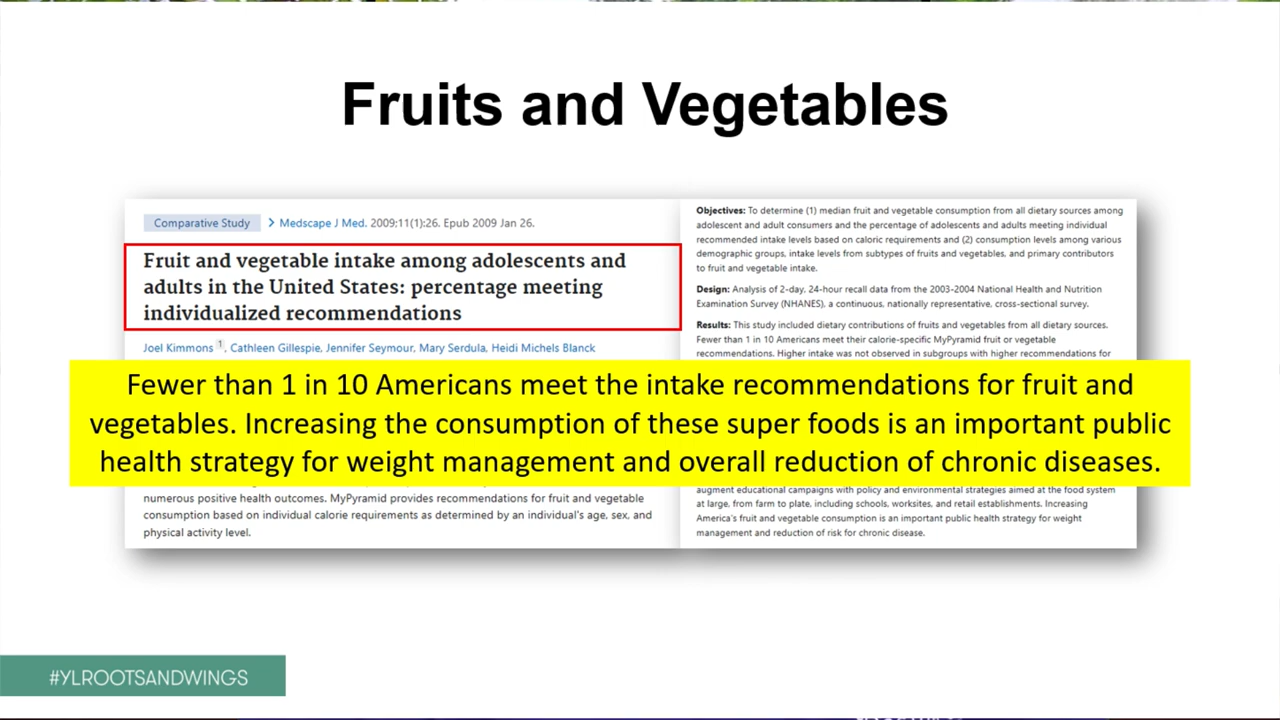 Fruits and Vegetables
Comparative Study > Medscape J Med. 2009;11(1):26. Epub 2009 Jan 26.
Fruit and vegetable intake among adolescents and
adults in the United States: percentage meeting
individualized recommendations
Joel Kimmons 1, Cathleen Gillespie, Jennifer Seymour, Mary Serdula, Heidi Michels Blanck
Objectives: To determine (1) median fruit and vegetable consumption from all dietary sources among
adolescent and adult consumers and the percentage of adolescents and adults meeting individual
recommended intake levels based on caloric requirements and (2) consumption levels among various
demographic groups, intake levels from subtypes of fruits and vegetables, and primary contributors
to fruit and vegetable intake.
Design: Analysis of 2-day, 24-hour recall data from the 2003-2004 National Health and Nutrition
Examination Survey (NHANES), a continuous, nationally representative, cross-sectional survey.
Results: This study included dietary contributions of fruits and vegetables from all dietary sources.
Fewer than 1 in 10 Americans meet their calorie-specific MyPyramid fruit or vegetable
recommendations. Higher intake was not observed in subgroups with higher recommendations for
Fewer than 1 in 10 Americans meet the intake recommendations for fruit and
vegetables. Increasing the consumption of these super foods is an important public
health strategy for weight management and overall reduction of chronic diseases.
numerous positive health outcomes. MyPyramid provides recommendations for fruit and vegetable
consumption based on individual calorie requirements as determined by an individual's age, sex, and
physical activity level.
augment educational campaigns with policy and environmental strategies aimed at the food system
at large, from farm to plate, including schools, worksites, and retail establishments. Increasing
America's fruit and vegetable consumption is an important public health strategy for weight
management and reduction of risk for chronic disease.
#YLROOTSANDWINGS